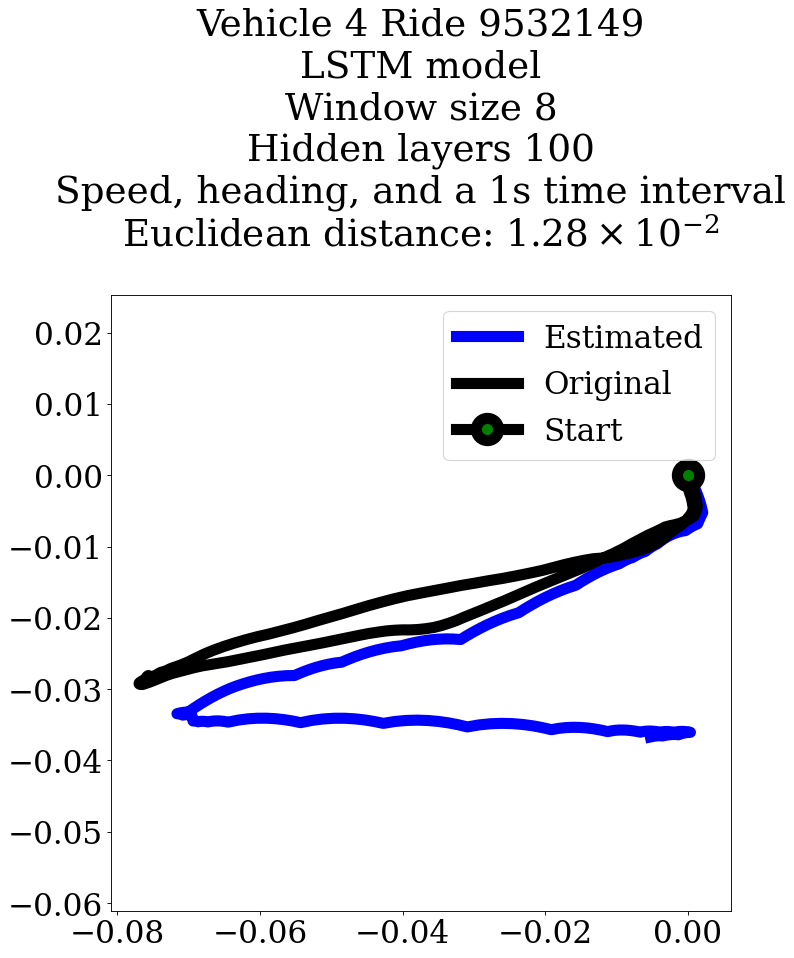 Vehicle 4 Ride 9532149
LSTM model
Window size 8
Hidden layers 100
Speed, heading, and a 1s time interval
Euclidean distance: 1.28 × 10⁻²
Estimated
Original
Start
0.02
0.01
0.00
−0.01
−0.02
−0.03
−0.04
−0.05
−0.06
−0.08 −0.06 −0.04 −0.02 0.00